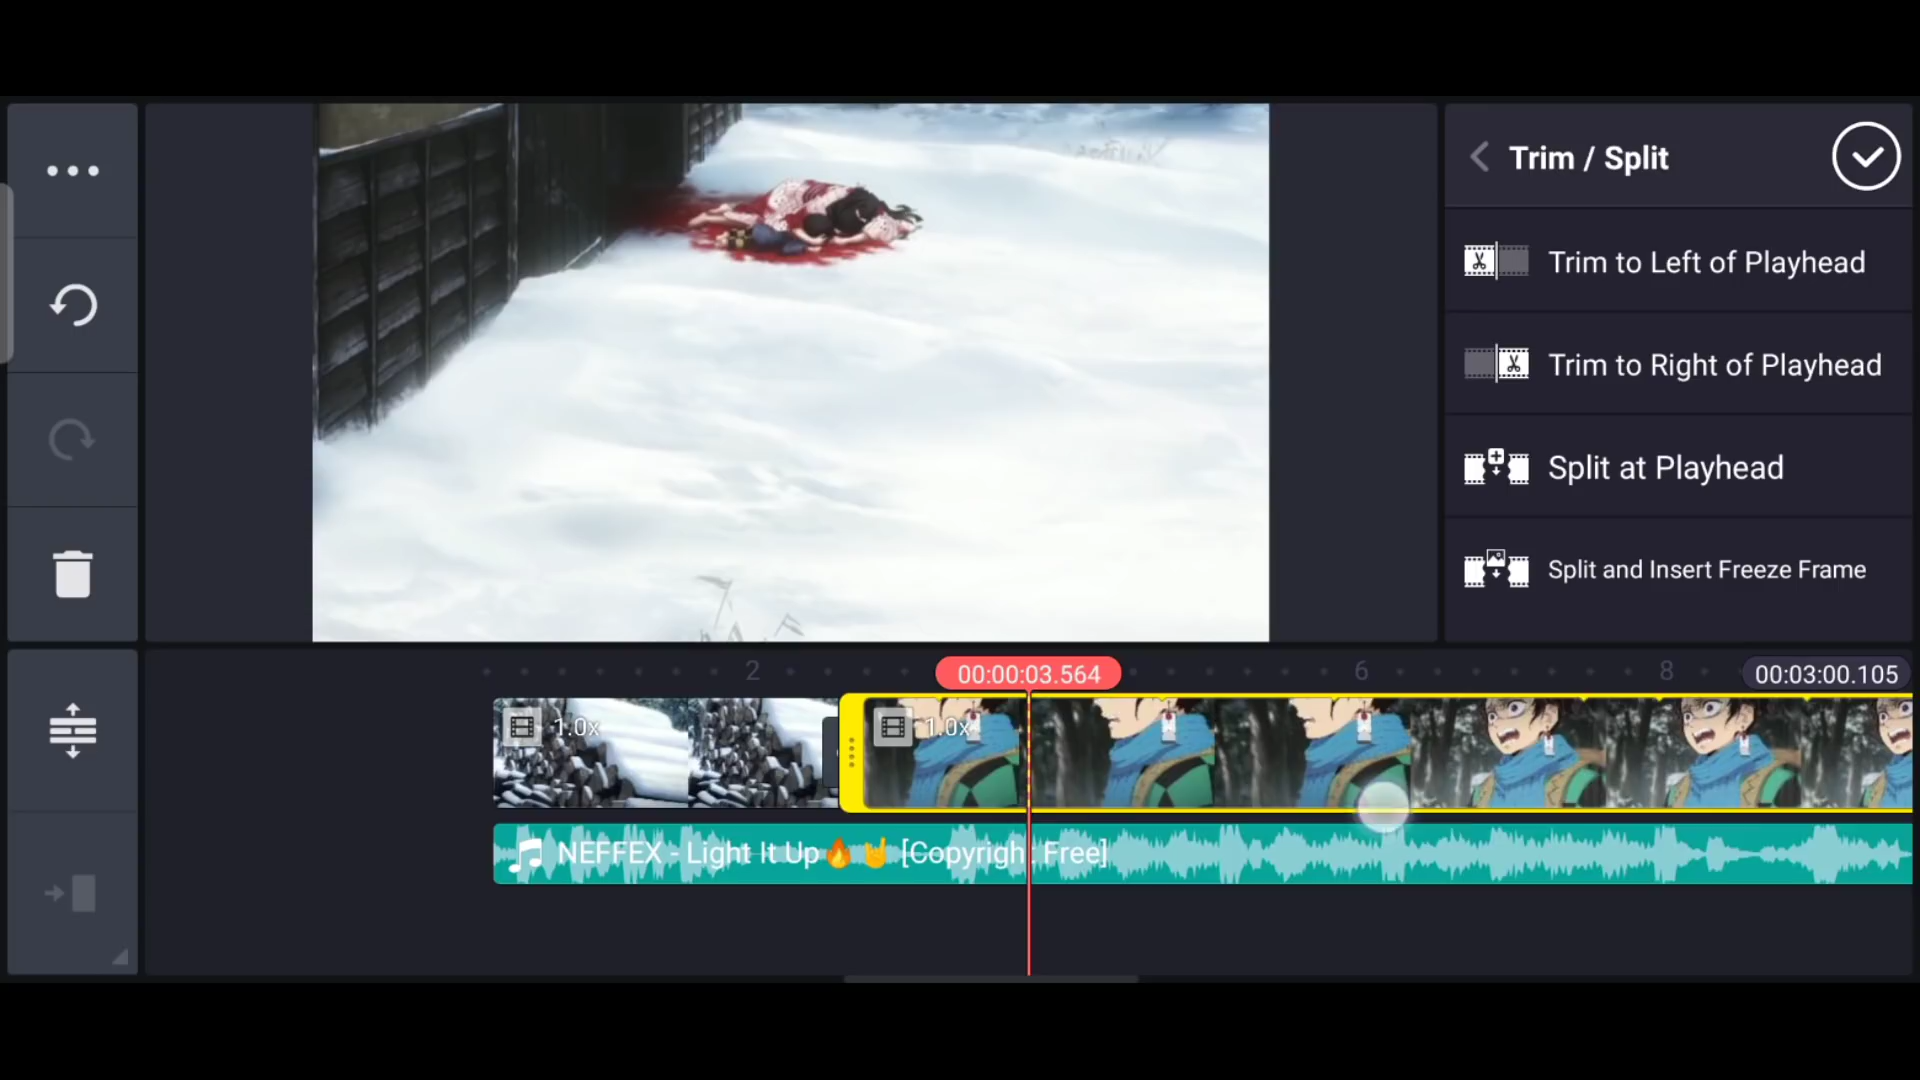 Trim / Split
Trim to Left of Playhead
Trim to Right of Playhead
Split at Playhead
Split and Insert Freeze Frame
2
00:00:03.564
6
8
00:03:00.105
1.0x
1.0x
NEFFEX - Light It Up🔥🤘 [Copyright Free]